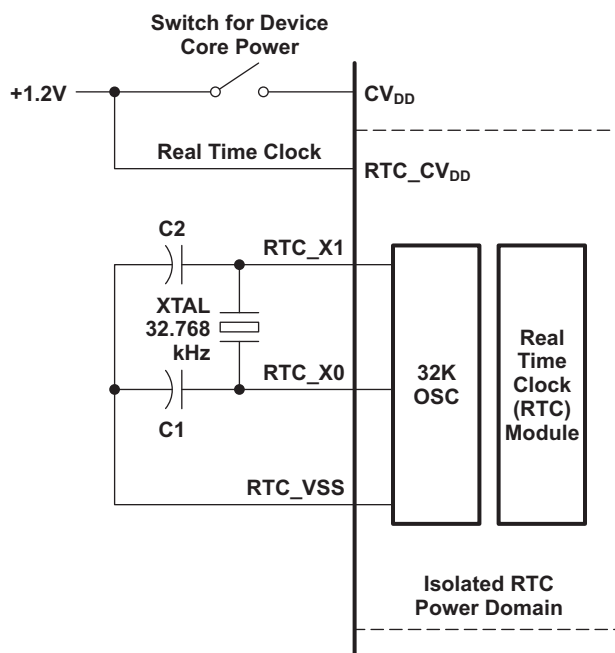 Switch for Device
Core Power
+1.2V
CVDD
Real Time Clock
RTC_CVDD
C2
RTC_X1
XTAL
32.768
kHz
RTC_X0
C1
RTC_VSS
32K
OSC
Real
Time
Clock
(RTC)
Module
Isolated RTC
Power Domain